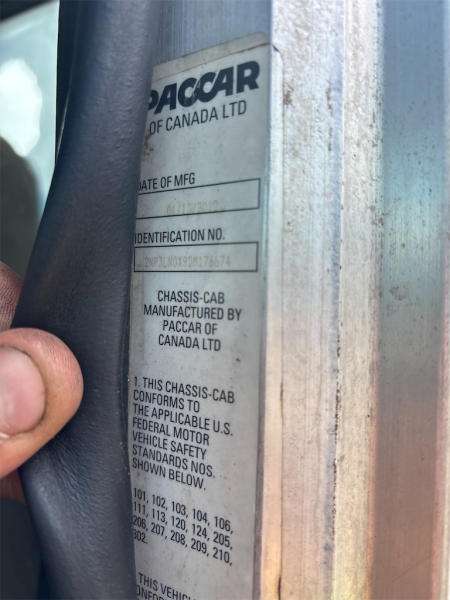 PACCAR
OF CANADA LTD
DATE OF MFG
IDENTIFICATION NO.
CHASSIS-CAB
MANUFACTURED BY
PACCAR OF
CANADA LTD
1. THIS CHASSIS-CAB
CONFORMS TO
THE APPLICABLE U.S.
FEDERAL MOTOR
VEHICLE SAFETY
STANDARDS NOS.
SHOWN BELOW.
101, 102, 103, 104, 106,
111, 113, 120, 124, 205,
206, 207, 208, 209, 210,
302.
THIS